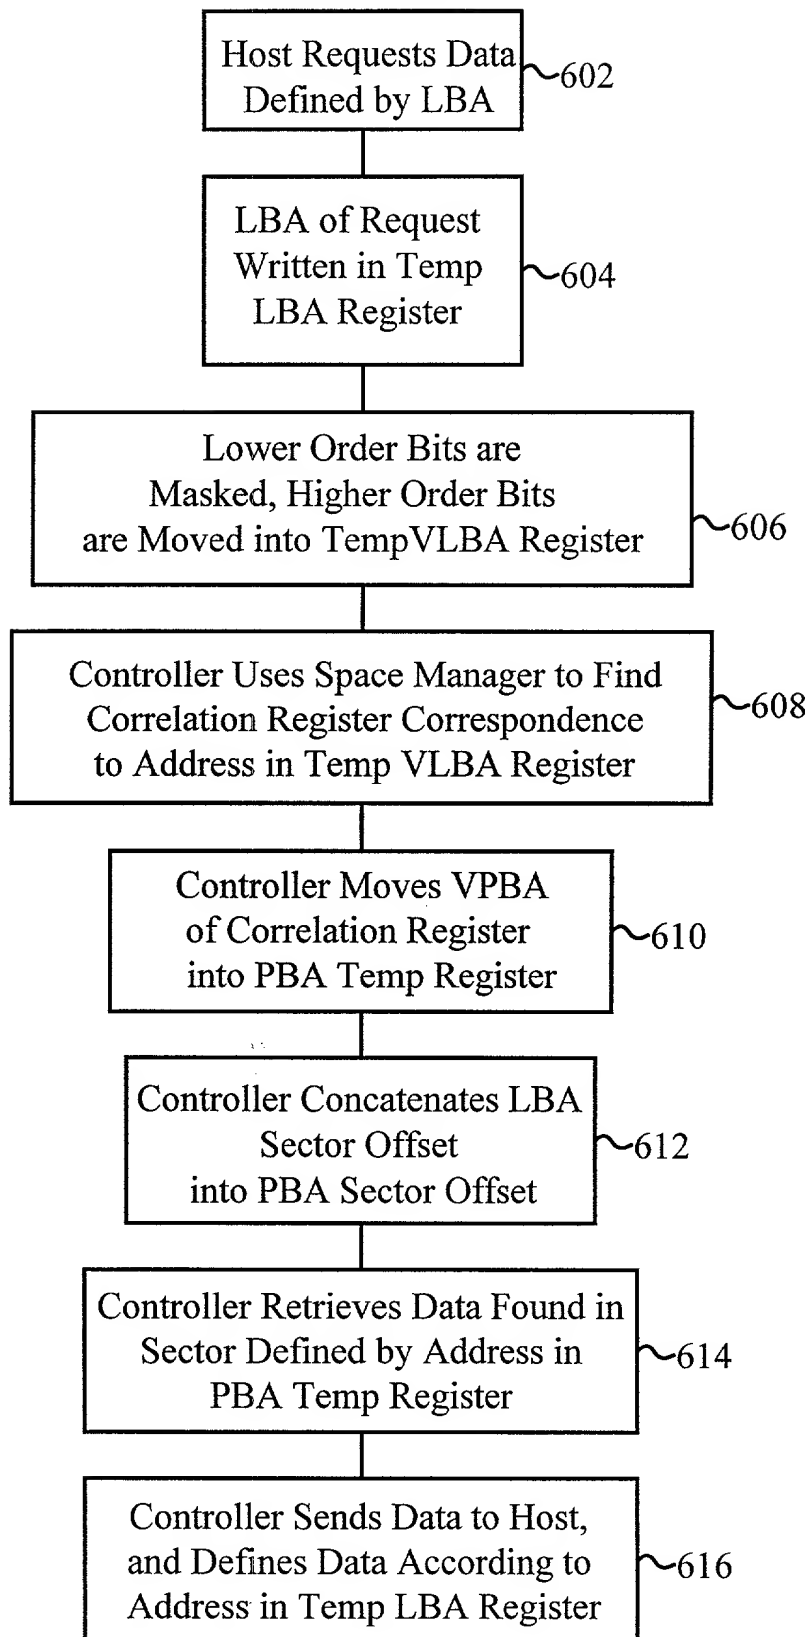 Host Requests Data
Defined by LBA
602
LBA of Request
Written in Temp
LBA Register
604
Lower Order Bits are
Masked, Higher Order Bits
are Moved into TempVLBA Register
606
Controller Uses Space Manager to Find
Correlation Register Correspondence
to Address in Temp VLBA Register
608
Controller Moves VPBA
of Correlation Register
into PBA Temp Register
610
Controller Concatenates LBA
Sector Offset
into PBA Sector Offset
612
Controller Retrieves Data Found in
Sector Defined by Address in
PBA Temp Register
614
Controller Sends Data to Host,
and Defines Data According to
Address in Temp LBA Register
616